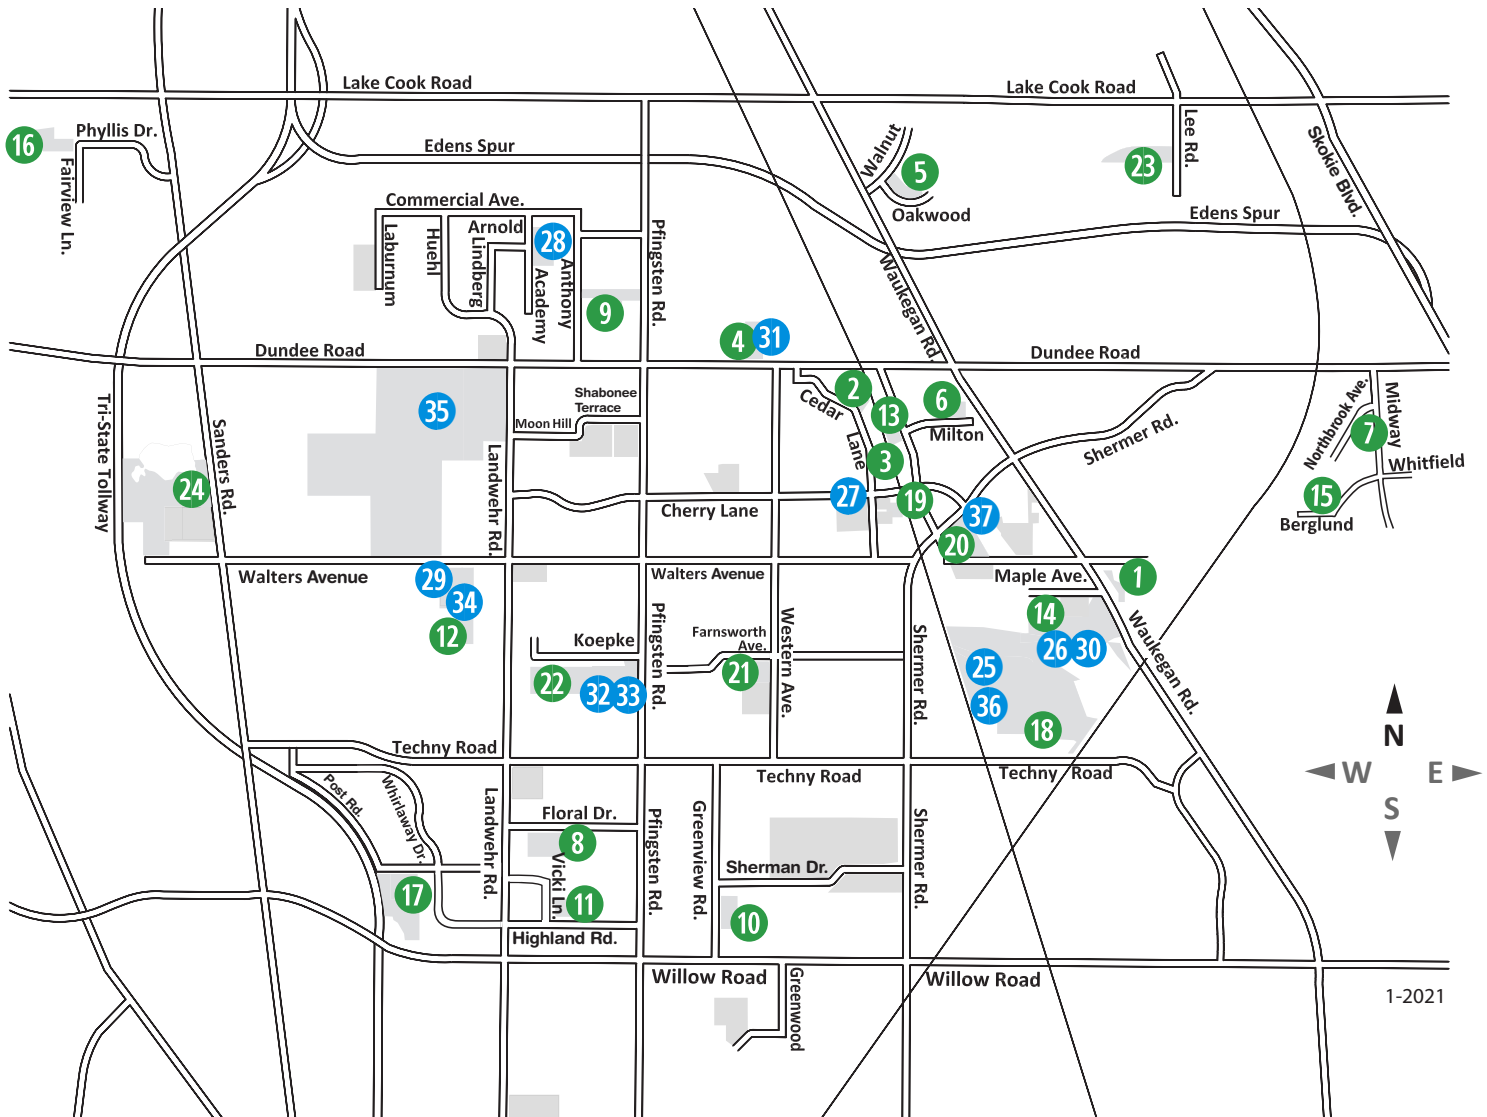 Lake Cook Road
Lake Cook Road
16
Phyllis Dr.
Fairview Ln.
Edens Spur
Walnut
5
Oakwood
Lee Rd.
23
Skokie Blvd.
Edens Spur
Commercial Ave.
Laburnum
Huehl
Arnold
Lindberg
28
Academy
Anthony
9
Pfingsten Rd.
Waukegan Rd.
4
31
Dundee Road
Dundee Road
Tri-State Tollway
Sanders Rd.
24
35
Landwehr Rd.
Shabonee
Terrace
Moon Hill
Cedar
Lane
2
13
6
Milton
3
Shermer Rd.
Northbrook Ave.
7
Midway
Whitfield
15
Berglund
27
19
37
20
Cherry Lane
Walters Avenue
Walters Avenue
Maple Ave.
1
29
34
12
14
26
30
25
36
18
Koepke
Pfingsten Rd.
Farnsworth
Ave.
21
Western Ave.
Shermer Rd.
Waukegan Rd.
22
32
33
Techny Road
Techny Road
Techny Road
N
W
E
S
Post Rd.
Whirlaway Dr.
Landwehr Rd.
Floral Dr.
8
Vicki Ln.
11
Pfingsten Rd.
Greenview Rd.
Sherman Dr.
Shermer Rd.
17
10
Highland Rd.
Willow Road
Willow Road
Greenwood
1-2021